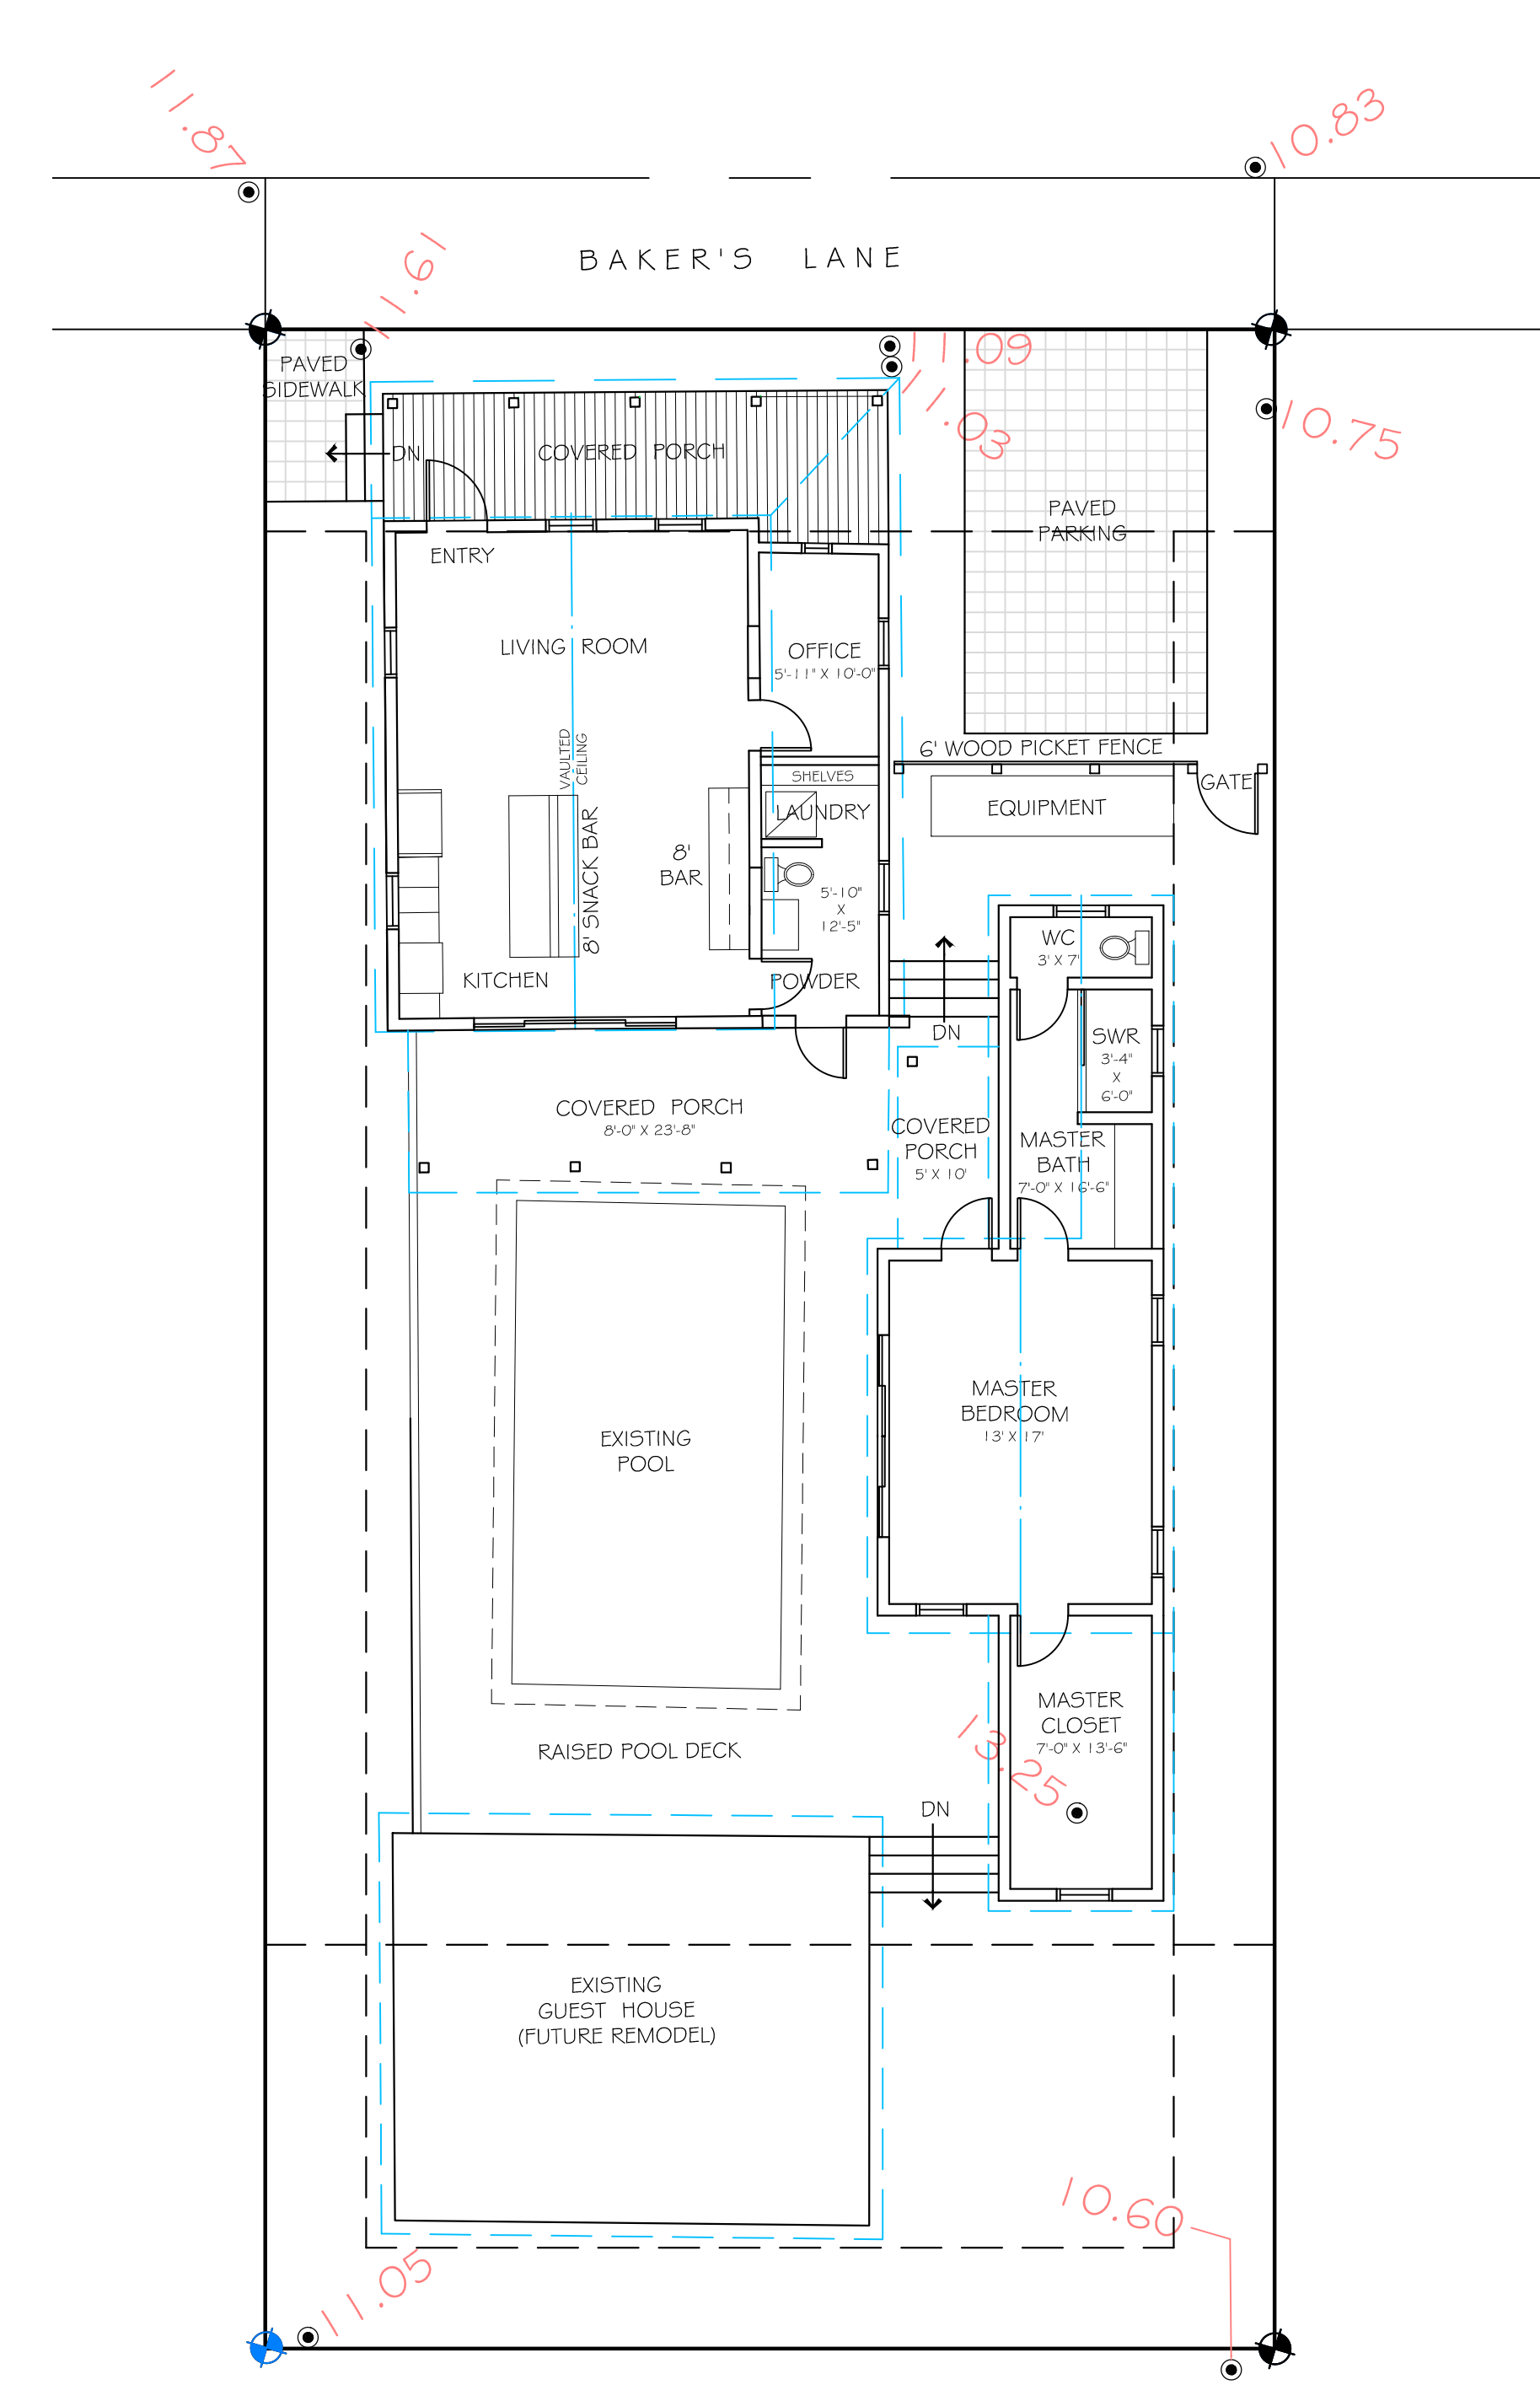 11.87
10.83
BAKER'S LANE
11.61
11.09
PAVED
SIDEWALK
11.03
10.75
DN
COVERED PORCH
PAVED
PARKING
ENTRY
LIVING ROOM
OFFICE
5'-11" X 10'-0"
VAULTED
CEILING
6' WOOD PICKET FENCE
SHELVES
GATE
LAUNDRY
EQUIPMENT
8' SNACK BAR
8'
BAR
5'-10"
X
12'-5"
KITCHEN
POWDER
WC
3' X 7'
DN
SWR
3'-4"
X
6'-0"
COVERED PORCH
8'-0" X 23'-8"
COVERED
PORCH
5' X 10'
MASTER
BATH
7'-0" X 16'-6"
MASTER
BEDROOM
13' X 17'
EXISTING
POOL
MASTER
CLOSET
7'-0" X 13'-6"
13.25
RAISED POOL DECK
DN
EXISTING
GUEST HOUSE
(FUTURE REMODEL)
10.60
11.05